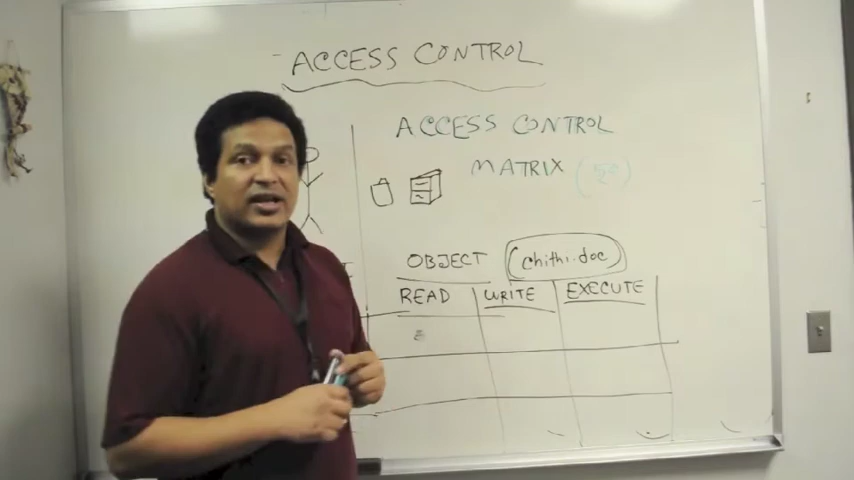 ACCESS CONTROL
ACCESS CONTROL
MATRIX
OBJECT (chithi.doc)
READ WRITE EXECUTE